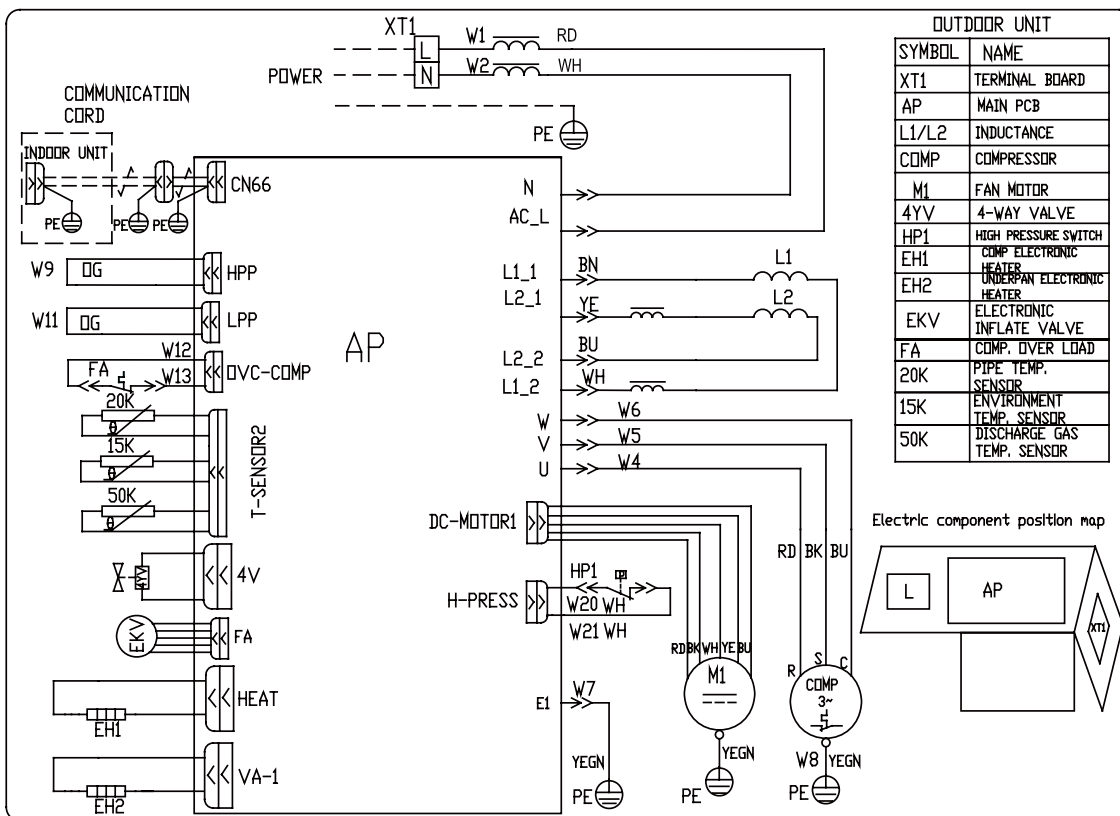 XT1
L
N
W1
RD
W2
WH
POWER
PE
COMMUNICATION
CORD
INDOOR UNIT
PE
PE
PE
CN66
N
AC_L
W9
OG
HPP
W11
OG
LPP
W12
FA
W13
OVC-COMP
20K
θ
15K
θ
50K
θ
T-SENSOR2
4YV
4V
EKV
FA
HEAT
EH1
VA-1
EH2
AP
L1_1
BN
L1
L2_1
YE
L2
L2_2
BU
L1_2
WH
W
W6
V
W5
U
W4
DC-MOTOR1
H-PRESS
HP1
P
W20 WH
W21 WH
E1
W7
YEGN
PE
RD BK WH YE BU
M1
YEGN
PE
RD BK BU
R
S
C
COMP
3~
W8
YEGN
PE
OUTDOOR UNIT
SYMBOL NAME
XT1 TERMINAL BOARD
AP MAIN PCB
L1/L2 INDUCTANCE
COMP COMPRESSOR
M1 FAN MOTOR
4YV 4-WAY VALVE
HP1 HIGH PRESSURE SWITCH
EH1 COMP ELECTRONIC
HEATER
EH2 UNDERPAN ELECTRONIC
HEATER
EKV ELECTRONIC
INFLATE VALVE
FA COMP. OVER LOAD
20K PIPE TEMP.
SENSOR
15K ENVIRONMENT
TEMP. SENSOR
50K DISCHARGE GAS
TEMP. SENSOR
Electric component position map
L
AP
XT1